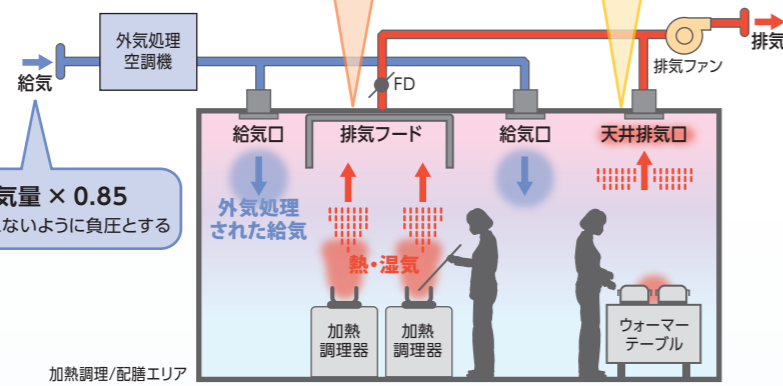 外気処理
空調機
給気
排気
排気ファン
FD
給気口
排気フード
給気口
天井排気口
気量 × 0.85
ないように負圧とする
外気処理
された給気
熱・湿気
加熱
調理器
加熱
調理器
ウォーマー
テーブル
加熱調理/配膳エリア